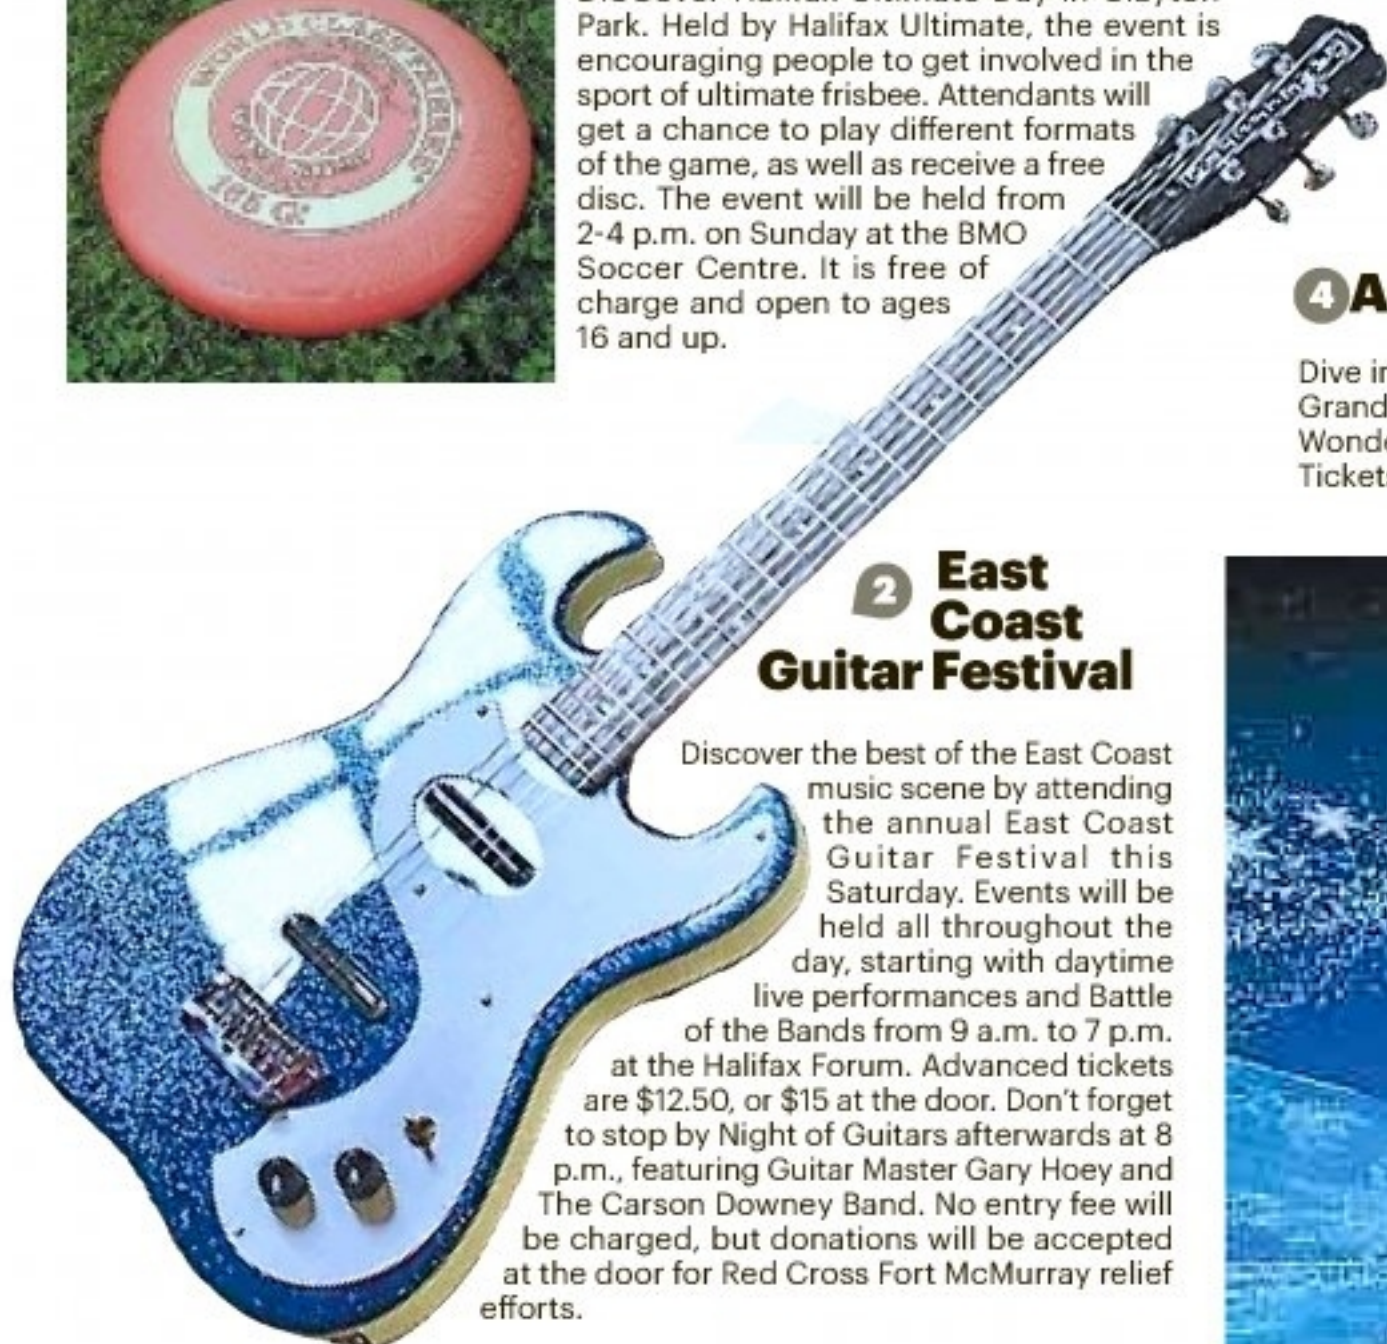 Park. Held by Halifax Ultimate, the event is
encouraging people to get involved in the
sport of ultimate frisbee. Attendants will
get a chance to play different formats
of the game, as well as receive a free
disc. The event will be held from
2-4 p.m. on Sunday at the BMO
Soccer Centre. It is free of
charge and open to ages
16 and up.
2 East
Coast
Guitar Festival
Discover the best of the East Coast
music scene by attending
the annual East Coast
Guitar Festival this
Saturday. Events will be
held all throughout the
day, starting with daytime
live performances and Battle
of the Bands from 9 a.m. to 7 p.m.
at the Halifax Forum. Advanced tickets
are $12.50, or $15 at the door. Don't forget
to stop by Night of Guitars afterwards at 8
p.m., featuring Guitar Master Gary Hoey and
The Carson Downey Band. No entry fee will
be charged, but donations will be accepted
at the door for Red Cross Fort McMurray relief
efforts.
4 A
Dive
Grand